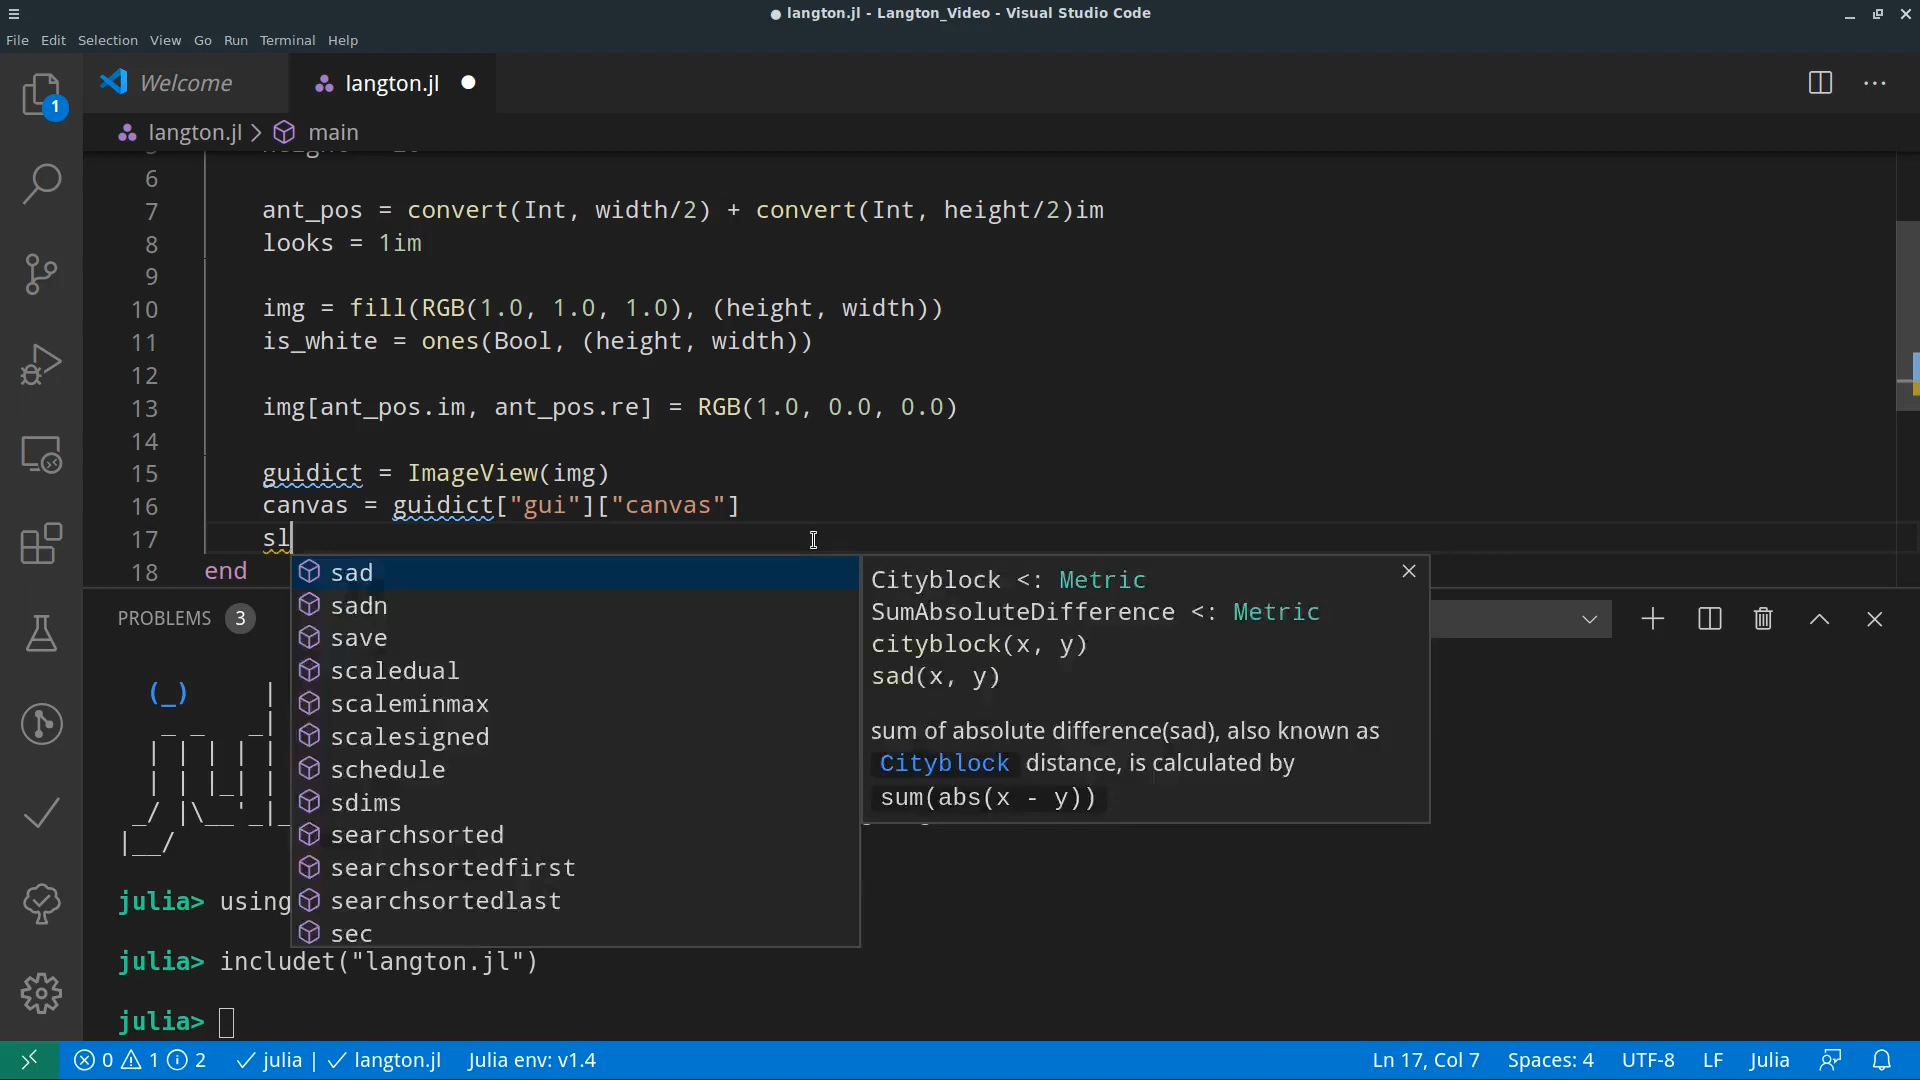 langton.jl - Langton_Video - Visual Studio Code
File Edit Selection View Go Run Terminal Help
1
Welcome
langton.jl
langton.jl > main
6
7 ant_pos = convert(Int, width/2) + convert(Int, height/2)im
8 looks = 1im
9
10 img = fill(RGB(1.0, 1.0, 1.0), (height, width))
11 is_white = ones(Bool, (height, width))
12
13 img[ant_pos.im, ant_pos.re] = RGB(1.0, 0.0, 0.0)
14
15 guidict = ImageView(img)
16 canvas = guidict["gui"]["canvas"]
17 sl
18 end
sad
sadn
save
scaledual
scaleminmax
scalesigned
schedule
sdims
searchsorted
searchsortedfirst
searchsortedlast
sec
Cityblock <: Metric
SumAbsoluteDifference <: Metric
cityblock(x, y)
sad(x, y)
sum of absolute difference(sad), also known as
Cityblock distance, is calculated by
sum(abs(x - y))
PROBLEMS 3
julia> using
julia> includet("langton.jl")
julia>
0 1 2 julia | langton.jl Julia env: v1.4 Ln 17, Col 7 Spaces: 4 UTF-8 LF Julia